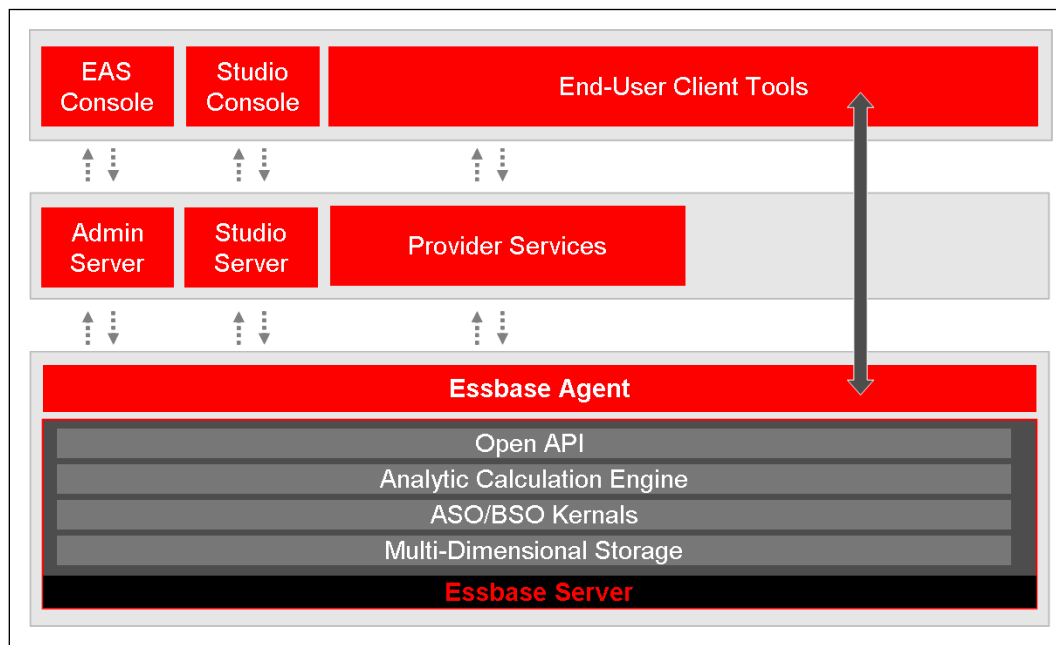 EAS
Console
Studio
Console
End-User Client Tools
Admin
Server
Studio
Server
Provider Services
Essbase Agent
Open API
Analytic Calculation Engine
ASO/BSO Kernals
Multi-Dimensional Storage
Essbase Server